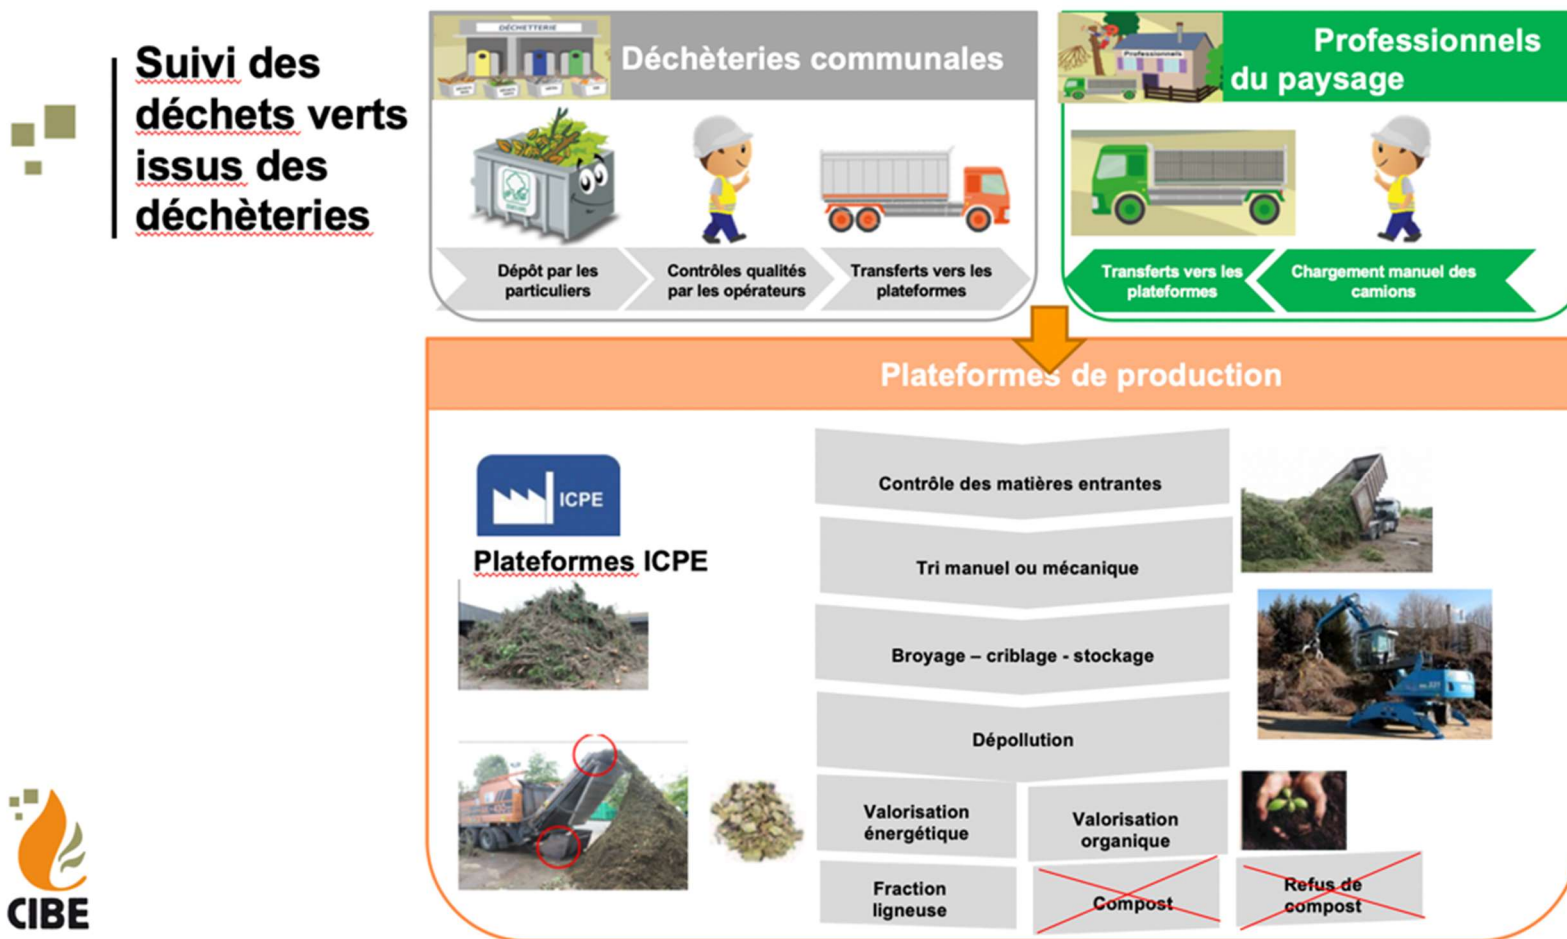 Suivi des
déchets verts
issus des
déchèteries
DÉCHETTERIE
Déchèteries communales
Dépôt par les
particuliers
Contrôles qualités
par les opérateurs
Transferts vers les
plateformes
Professionnels
Professionnels
du paysage
Transferts vers les
plateformes
Chargement manuel des
camions
Plateformes de production
ICPE
Plateformes ICPE
Contrôle des matières entrantes
Tri manuel ou mécanique
Broyage – criblage - stockage
Dépollution
Valorisation
énergétique
Valorisation
organique
Fraction
ligneuse
Compost
Refus de
compost
CIBE